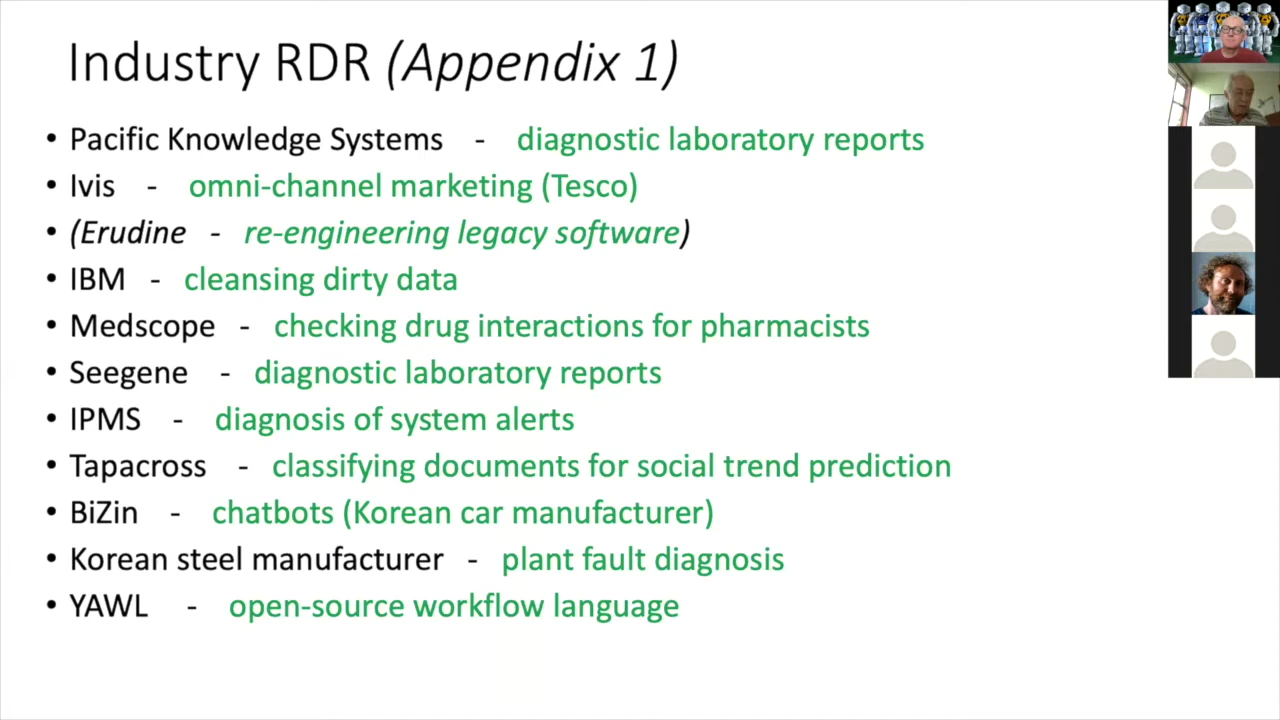 Industry RDR (Appendix 1)
• Pacific Knowledge Systems - diagnostic laboratory reports
• Ivis - omni-channel marketing (Tesco)
• (Erudine - re-engineering legacy software)
• IBM - cleansing dirty data
• Medscope - checking drug interactions for pharmacists
• Seegene - diagnostic laboratory reports
• IPMS - diagnosis of system alerts
• Tapacross - classifying documents for social trend prediction
• BiZin - chatbots (Korean car manufacturer)
• Korean steel manufacturer - plant fault diagnosis
• YAWL - open-source workflow language